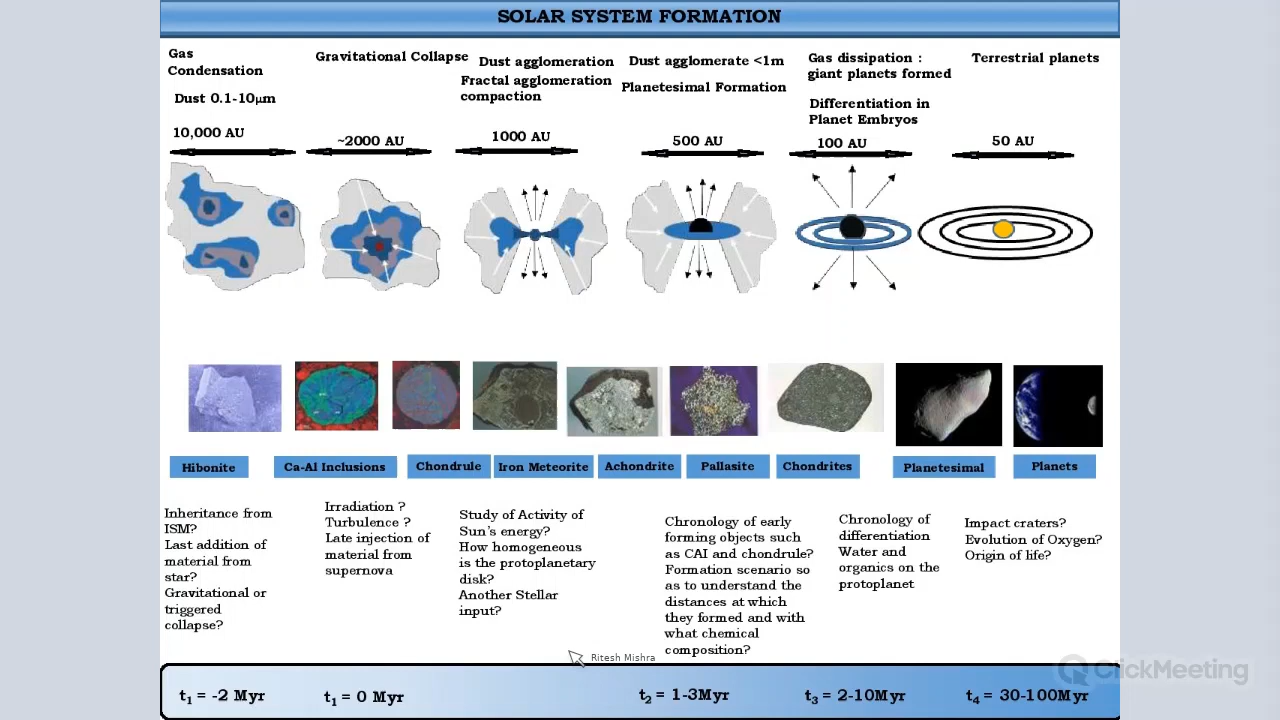 SOLAR SYSTEM FORMATION
Gas
Condensation
Dust 0.1-10μm
10,000 AU
Gravitational Collapse
~2000 AU
Dust agglomeration
Fractal agglomeration
compaction
1000 AU
Dust agglomerate <1m
Planetesimal Formation
500 AU
Gas dissipation :
giant planets formed
Differentiation in
Planet Embryos
100 AU
Terrestrial planets
50 AU
Hibonite
Ca-Al Inclusions
Chondrule
Iron Meteorite
Achondrite
Pallasite
Chondrites
Planetesimal
Planets
Inheritance from
ISM?
Last addition of
material from
star?
Gravitational or
triggered
collapse?
Irradiation ?
Turbulence ?
Late injection of
material from
supernova
Study of Activity of
Sun's energy?
How homogeneous
is the protoplanetary
disk?
Another Stellar
input?
Chronology of early
forming objects such
as CAI and chondrule?
Formation scenario so
as to understand the
distances at which
they formed and with
what chemical
composition?
Chronology of
differentiation
Water and
organics on the
protoplanet
Impact craters?
Evolution of Oxygen?
Origin of life?
Ritesh Mishra
ClickMeeting
t₁ = -2 Myr
t₁ = 0 Myr
t₂ = 1-3Myr
t₃ = 2-10Myr
t₄ = 30-100Myr